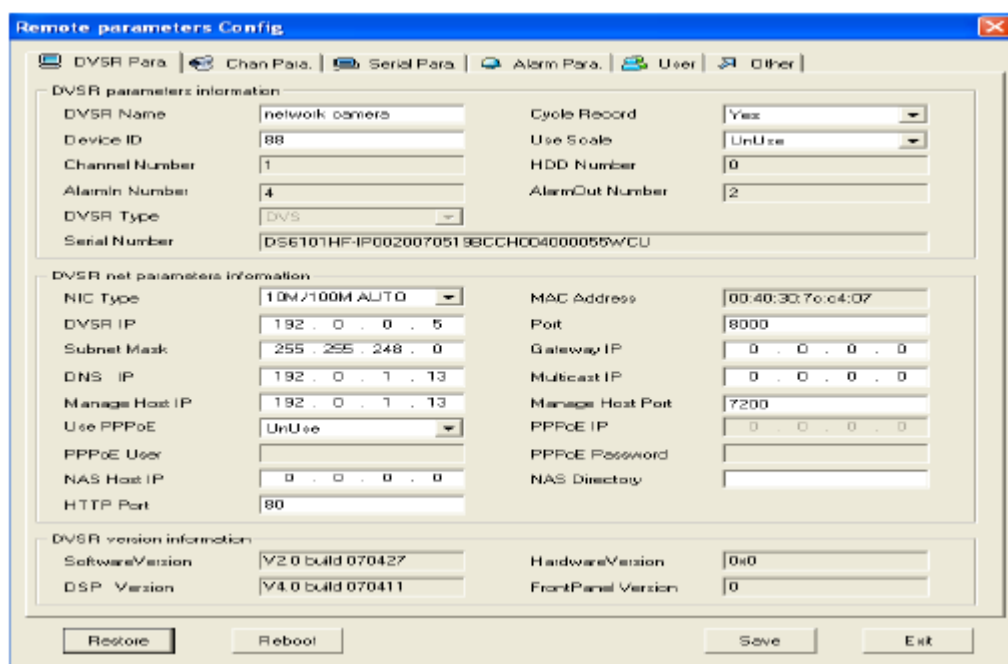 Remote parameters Config
DVSR Para. Chan Para. Serial Para. Alarm Para. User Other
DVSR parameters information
DVSR Name network camera Cycle Record Yes
Device ID 88 Use Scale UnUse
Channel Number 1 HDD Number 0
AlarmIn Number 4 AlarmOut Number 2
DVSR Type DVS
Serial Number
DVSR net parameters information
NIC Type 10M/100M AUTO MAC Address 00:40:30:7c:c4:07
DVSR IP 192 . 0 . 0 . 5 Port 8000
Subnet Mask 255 . 255 . 248 . 0 Gateway IP 0 . 0 . 0 . 0
DNS IP 192 . 0 . 1 . 13 Multicast IP 0 . 0 . 0 . 0
Manage Host IP 192 . 0 . 1 . 13 Manage Host Port 7200
Use PPPoE UnUse PPPoE IP 0 . 0 . 0 . 0
PPPoE User PPPoE Password
NAS Host IP 0 . 0 . 0 . 0 NAS Directory
HTTP Port 80
DVSR version information
SoftwareVersion V2.0 build 070427 HardwareVersion 0x0
DSP Version V4.0 build 070411 FrontPanel Version 0
Restore Reboot Save Exit